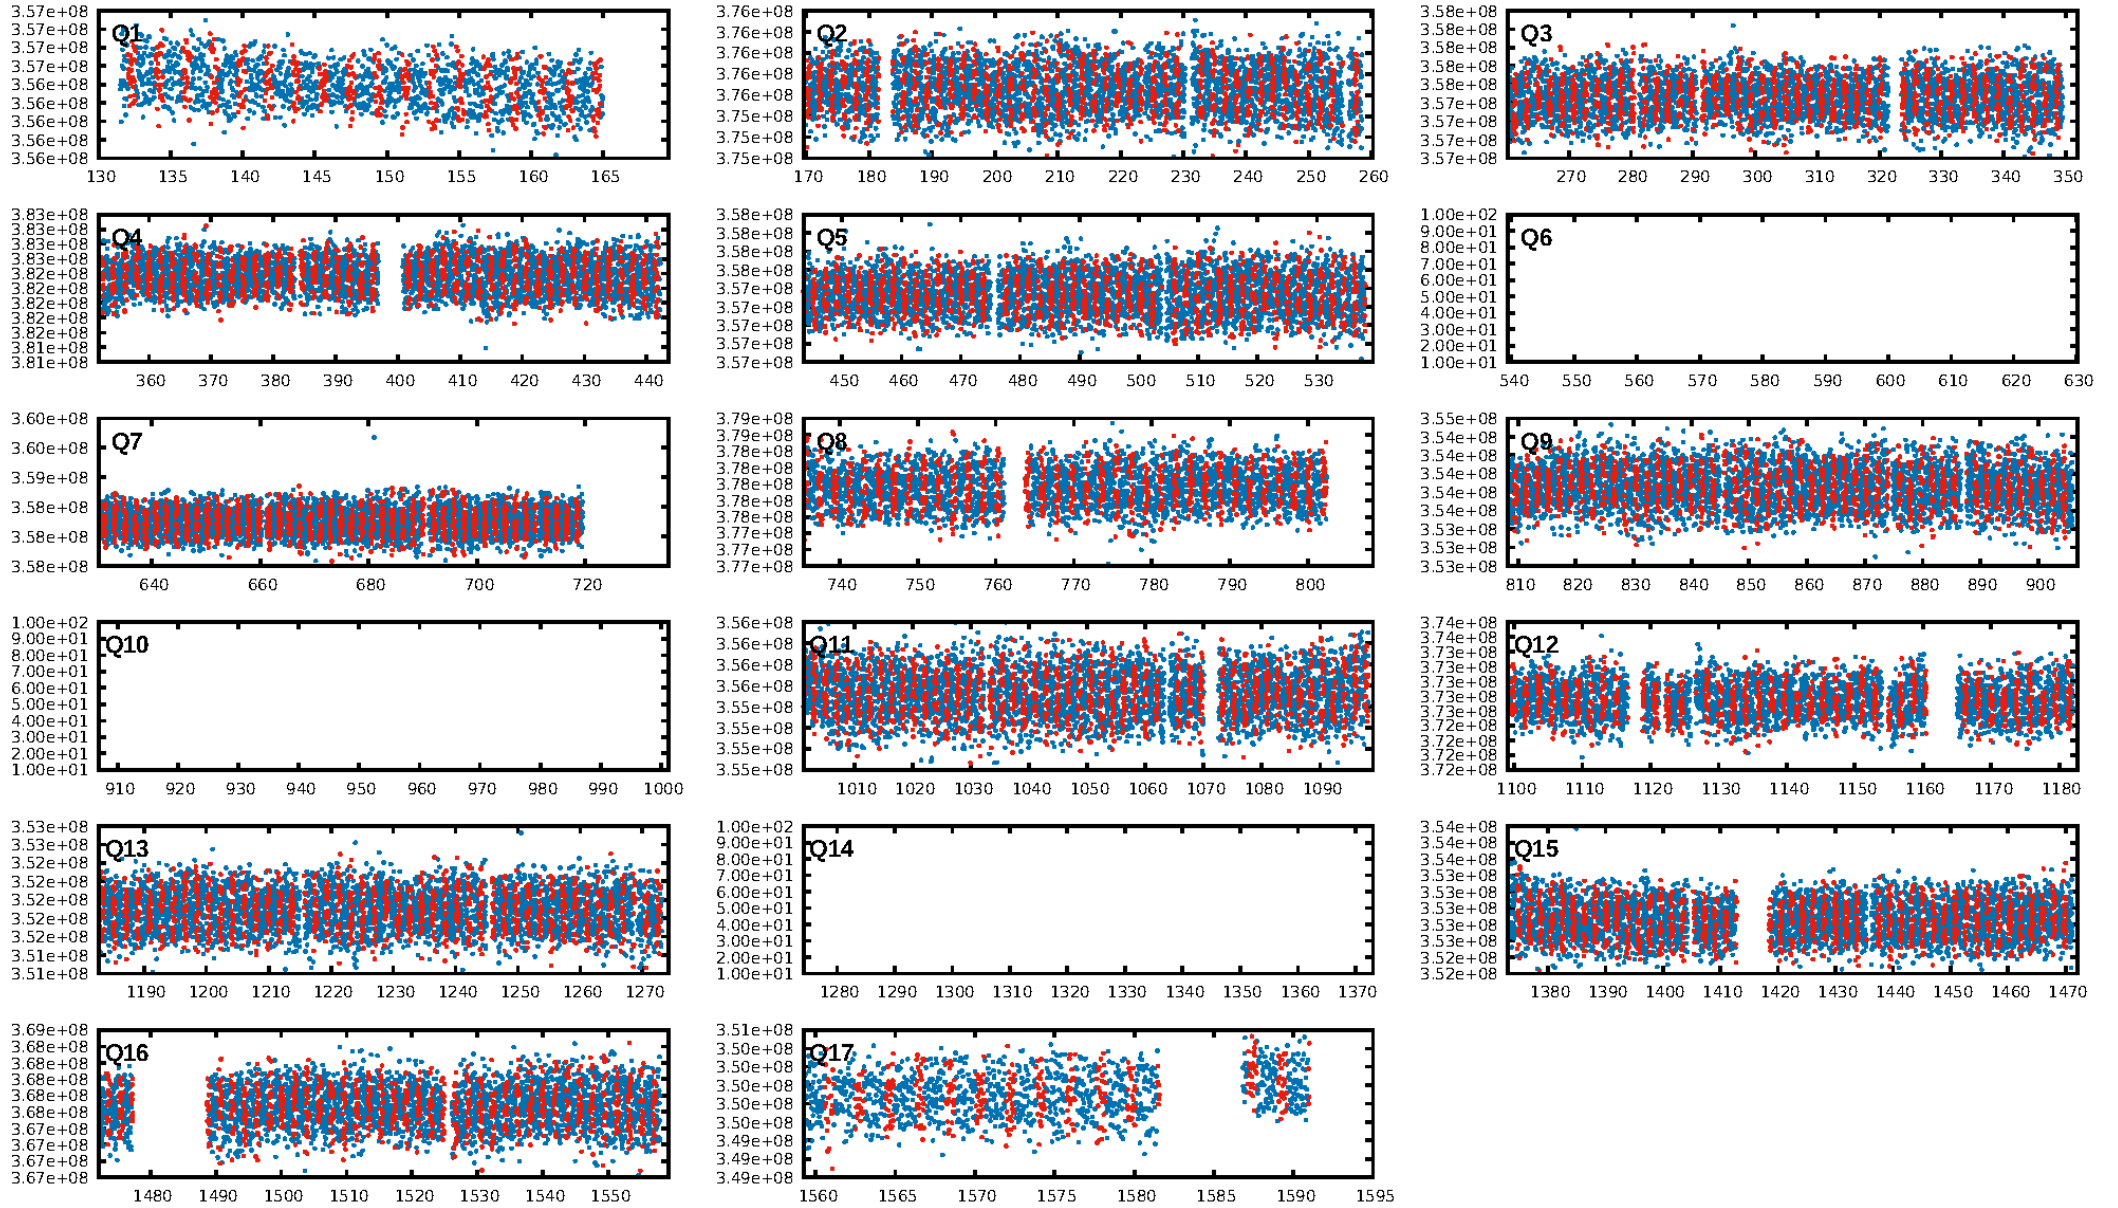 3.57e+08 3.57e+08 3.57e+08 3.57e+08 3.56e+08 3.56e+08 3.56e+08 3.56e+08 3.56e+08
Q1
130 135 140 145 150 155 160 165
3.76e+08 3.76e+08 3.76e+08 3.76e+08 3.76e+08 3.75e+08 3.75e+08 3.75e+08
Q2
170 180 190 200 210 220 230 240 250 260
3.58e+08 3.58e+08 3.58e+08 3.58e+08 3.58e+08 3.57e+08 3.57e+08 3.57e+08 3.57e+08
Q3
270 280 290 300 310 320 330 340 350
3.83e+08 3.83e+08 3.83e+08 3.82e+08 3.82e+08 3.82e+08 3.82e+08 3.82e+08 3.82e+08 3.81e+08 3.81e+08
Q4
360 370 380 390 400 410 420 430 440
3.58e+08 3.58e+08 3.58e+08 3.58e+08 3.57e+08 3.57e+08 3.57e+08 3.57e+08 3.57e+08
Q5
450 460 470 480 490 500 510 520 530
1.00e+02 9.00e+01 8.00e+01 7.00e+01 6.00e+01 5.00e+01 4.00e+01 3.00e+01 2.00e+01 1.00e+01
Q6
540 550 560 570 580 590 600 610 620 630
3.60e+08 3.60e+08 3.59e+08 3.58e+08 3.58e+08 3.58e+08
Q7
640 660 680 700 720
3.79e+08 3.79e+08 3.78e+08 3.78e+08 3.78e+08 3.78e+08 3.78e+08 3.77e+08 3.77e+08 3.77e+08
Q8
740 750 760 770 780 790 800
3.55e+08 3.54e+08 3.54e+08 3.54e+08 3.54e+08 3.54e+08 3.53e+08 3.53e+08 3.53e+08
Q9
810 820 830 840 850 860 870 880 890 900
1.00e+02 9.00e+01 8.00e+01 7.00e+01 6.00e+01 5.00e+01 4.00e+01 3.00e+01 2.00e+01 1.00e+01
Q10
910 920 930 940 950 960 970 980 990 1000
3.56e+08 3.56e+08 3.56e+08 3.56e+08 3.55e+08 3.55e+08 3.55e+08 3.55e+08
Q11
1010 1020 1030 1040 1050 1060 1070 1080 1090
3.74e+08 3.74e+08 3.73e+08 3.73e+08 3.73e+08 3.73e+08 3.73e+08 3.72e+08 3.72e+08 3.72e+08 3.72e+08
Q12
1100 1110 1120 1130 1140 1150 1160 1170 1180
3.53e+08 3.53e+08 3.52e+08 3.52e+08 3.52e+08 3.52e+08 3.52e+08 3.51e+08 3.51e+08
Q13
1190 1200 1210 1220 1230 1240 1250 1260 1270
1.00e+02 9.00e+01 8.00e+01 7.00e+01 6.00e+01 5.00e+01 4.00e+01 3.00e+01 2.00e+01 1.00e+01
Q14
1280 1290 1300 1310 1320 1330 1340 1350 1360 1370
3.54e+08 3.54e+08 3.54e+08 3.53e+08 3.53e+08 3.53e+08 3.53e+08 3.52e+08 3.52e+08
Q15
1380 1390 1400 1410 1420 1430 1440 1450 1460 1470
3.69e+08 3.68e+08 3.68e+08 3.68e+08 3.68e+08 3.68e+08 3.67e+08 3.67e+08 3.67e+08 3.67e+08
Q16
1480 1490 1500 1510 1520 1530 1540 1550
3.51e+08 3.50e+08 3.50e+08 3.50e+08 3.50e+08 3.50e+08 3.49e+08 3.49e+08 3.49e+08
Q17
1560 1565 1570 1575 1580 1585 1590 1595